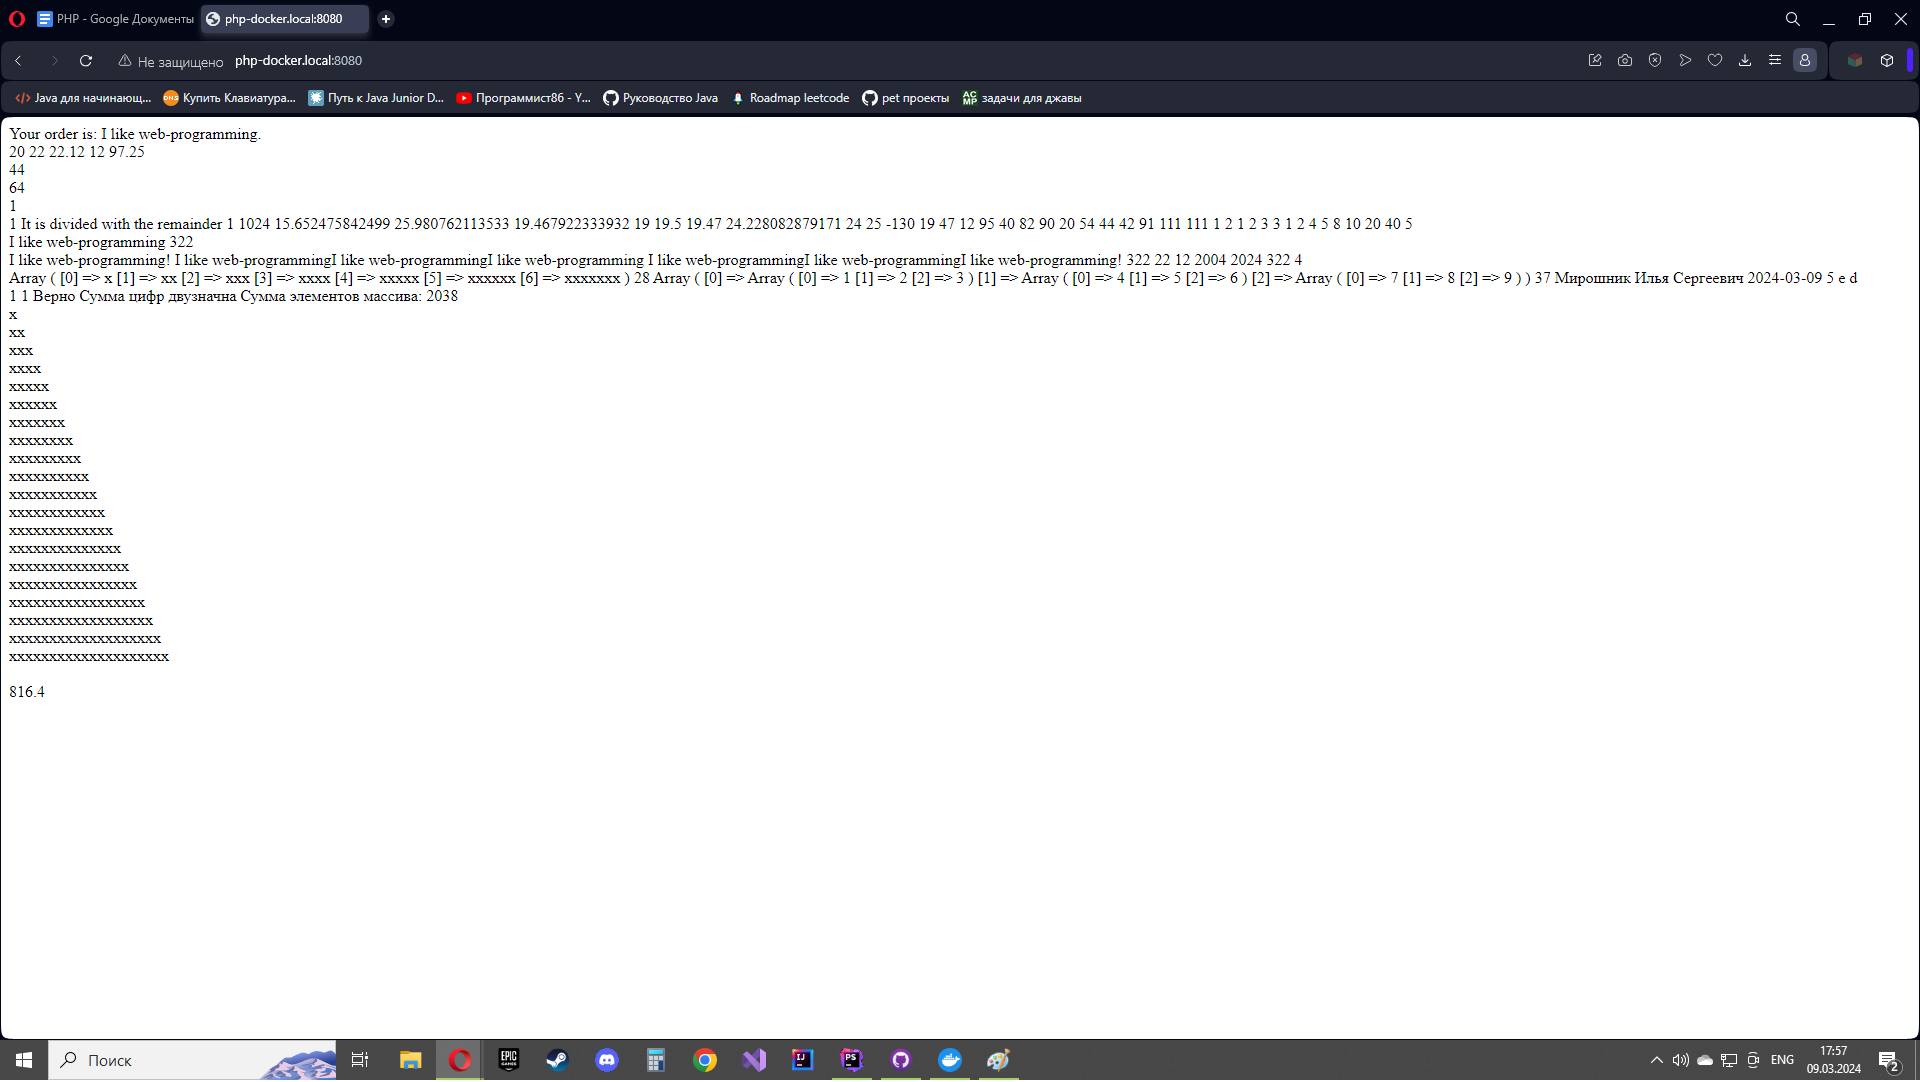 PHP - Google Документы
php-docker.local:8080
Не защищено php-docker.local:8080
Java для начинающ... Купить Клавиатура... Путь к Java Junior D... Программист86 - Y... Руководство Java Roadmap leetcode pet проекты задачи для джавы
Your order is: I like web-programming.
20 22 22.12 12 97.25
44
64
1
1 It is divided with the remainder 1 1024 15.652475842499 25.980762113533 19.467922333932 19 19.5 19.47 24.228082879171 24 25 -130 19 47 12 95 40 82 90 20 54 44 42 91 111 111 1 2 1 2 3 3 1 2 4 5 8 10 20 40 5
I like web-programming 322
I like web-programming! I like web-programmingI like web-programmingI like web-programming I like web-programmingI like web-programmingI like web-programming! 322 22 12 2004 2024 322 4
Array ( [0] => x [1] => xx [2] => xxx [3] => xxxx [4] => xxxxx [5] => xxxxxx [6] => xxxxxxx ) 28 Array ( [0] => Array ( [0] => 1 [1] => 2 [2] => 3 ) [1] => Array ( [0] => 4 [1] => 5 [2] => 6 ) [2] => Array ( [0] => 7 [1] => 8 [2] => 9 ) ) 37 Мирошник Илья Сергеевич 2024-03-09 5 e d
1 1 Верно Сумма цифр двузначна Сумма элементов массива: 2038
x
xx
xxx
xxxx
xxxxx
xxxxxx
xxxxxxx
xxxxxxxx
xxxxxxxxx
xxxxxxxxxx
xxxxxxxxxxx
xxxxxxxxxxxx
xxxxxxxxxxxxx
xxxxxxxxxxxxxx
xxxxxxxxxxxxxxx
xxxxxxxxxxxxxxxx
xxxxxxxxxxxxxxxxx
xxxxxxxxxxxxxxxxxx
xxxxxxxxxxxxxxxxxxx
xxxxxxxxxxxxxxxxxxxx
816.4
Поиск
EPIC GAMES
IJ
PS
ENG
17:57
09.03.2024
2